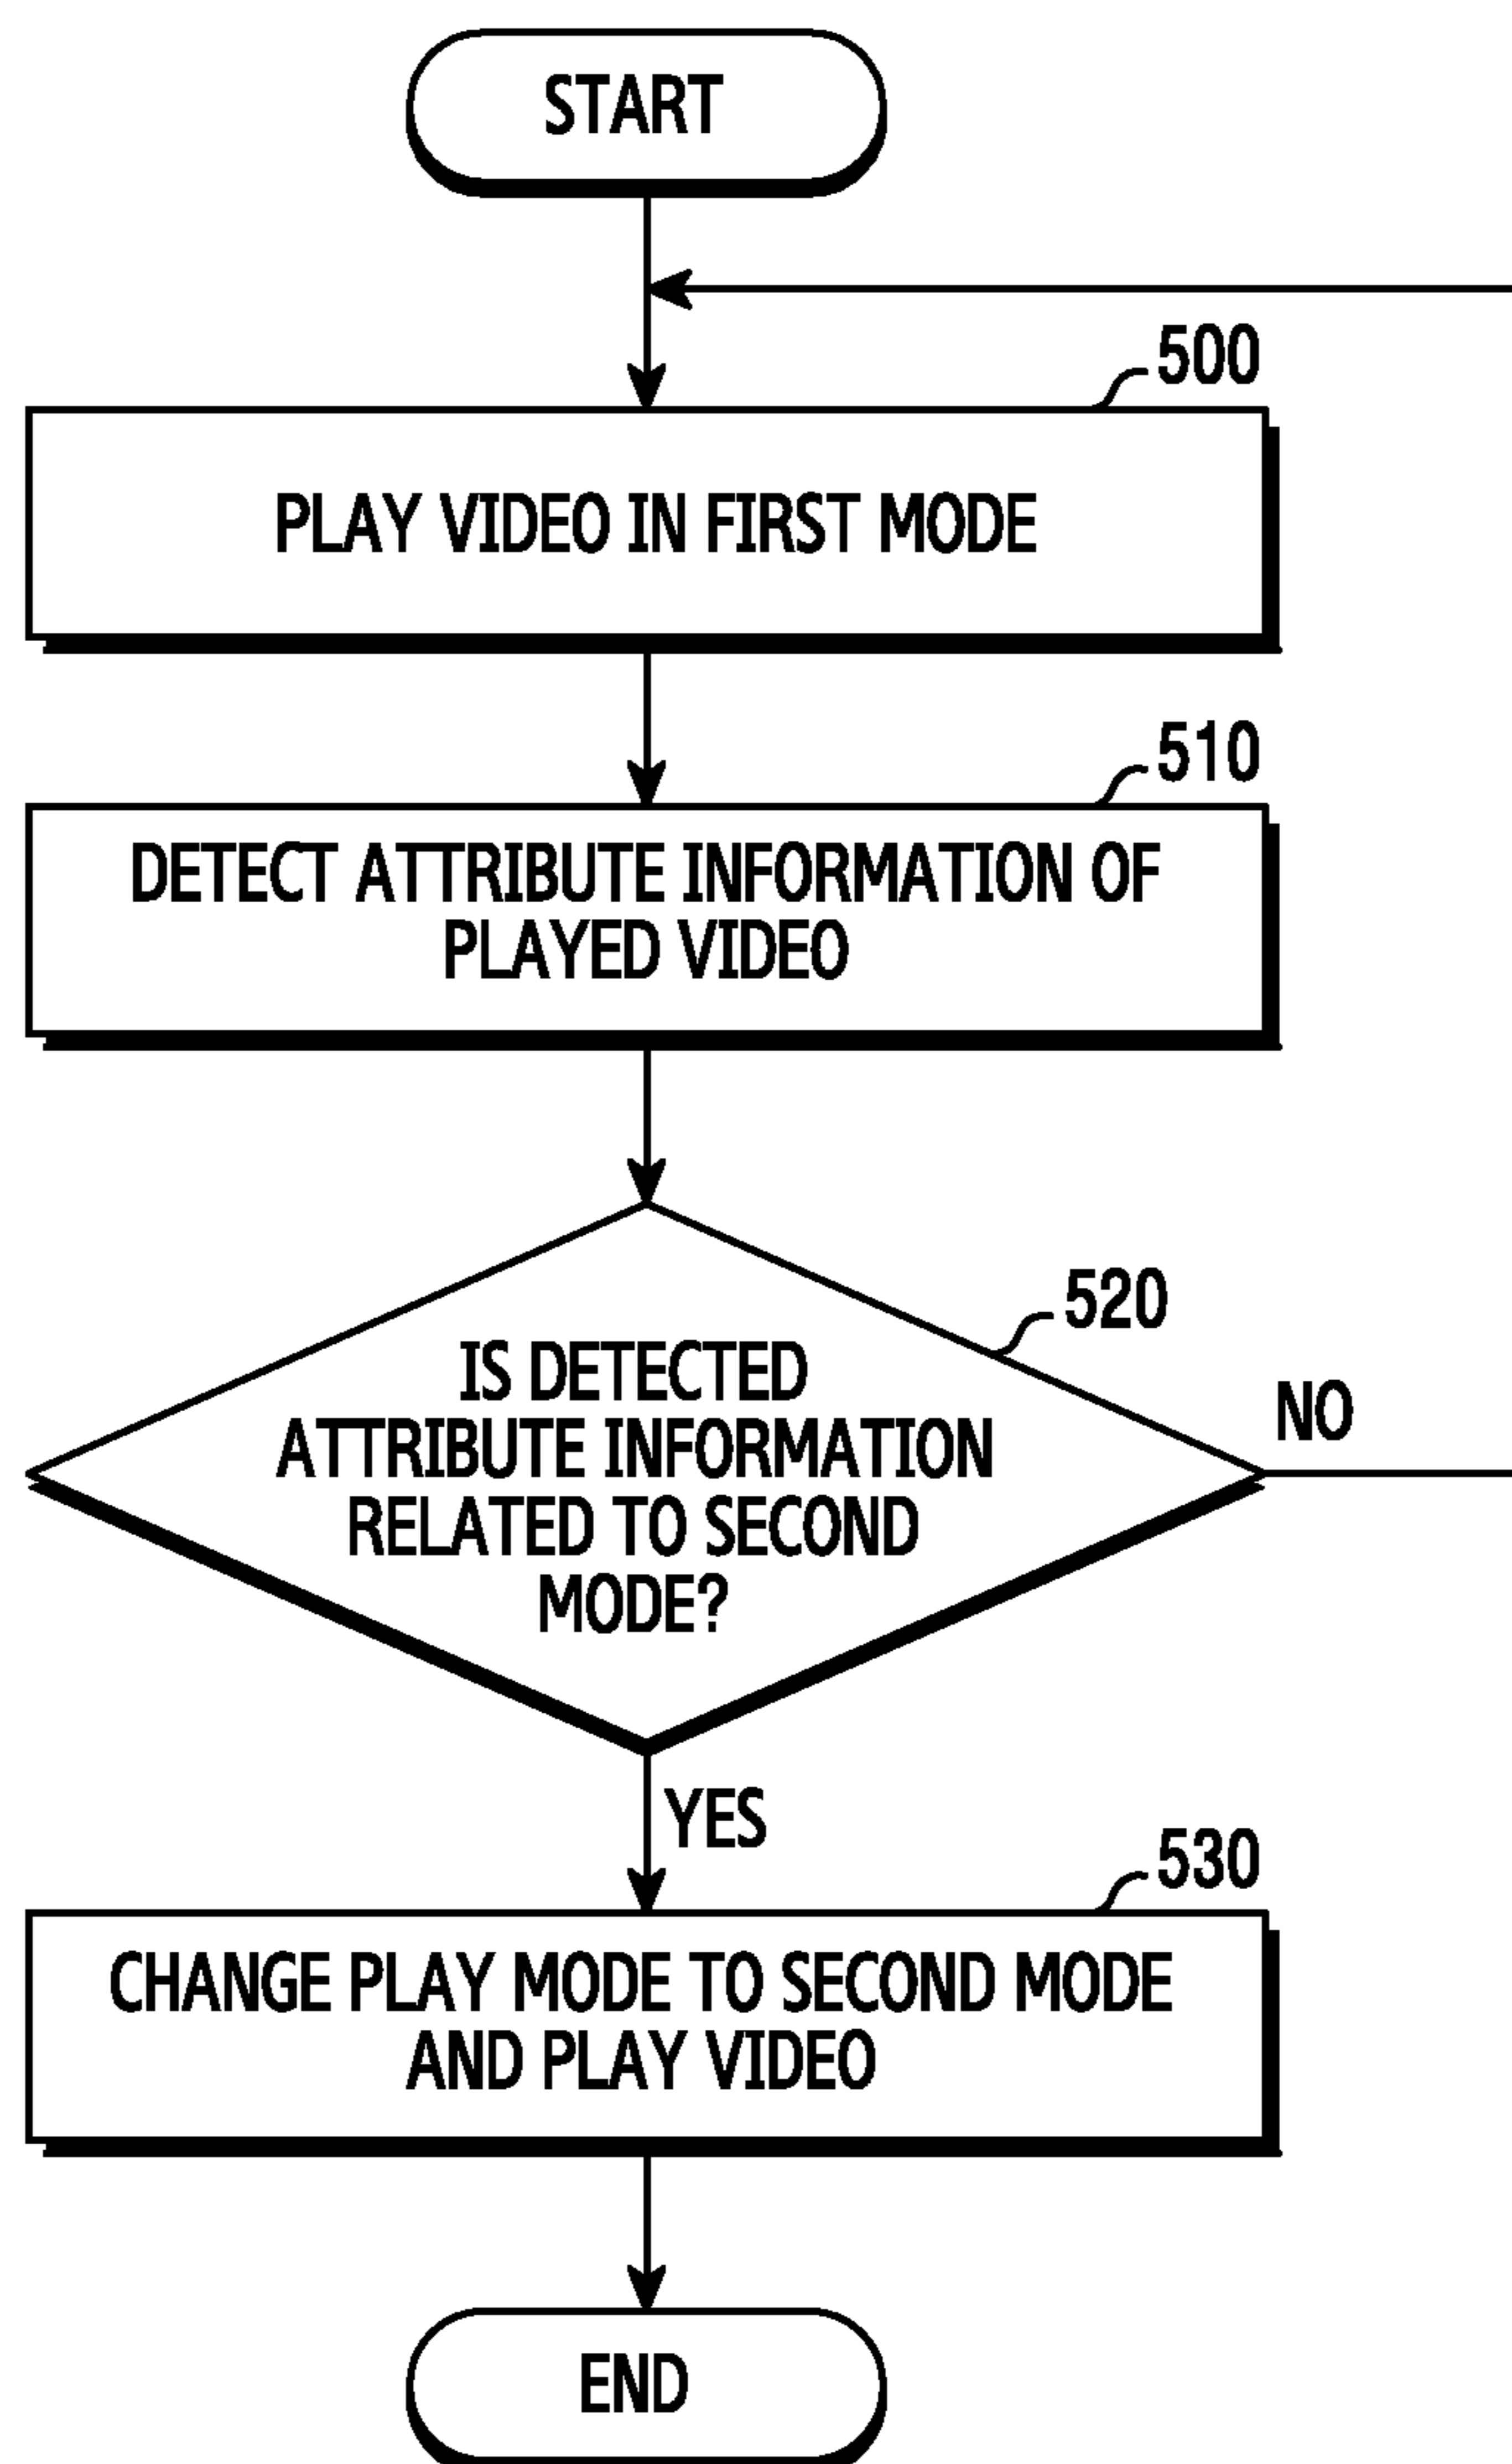 START
500
PLAY VIDEO IN FIRST MODE
510
DETECT ATTRIBUTE INFORMATION OF
PLAYED VIDEO
520
IS DETECTED
ATTRIBUTE INFORMATION
RELATED TO SECOND
MODE?
NO
YES
530
CHANGE PLAY MODE TO SECOND MODE
AND PLAY VIDEO
END